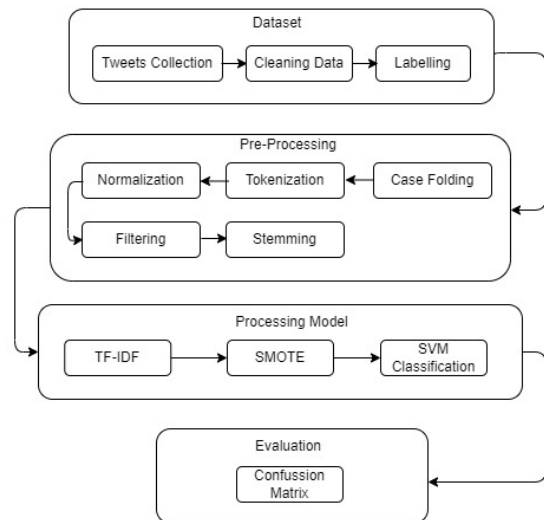 Dataset
Tweets Collection
Cleaning Data
Labelling
Pre-Processing
Normalization
Tokenization
Case Folding
Filtering
Stemming
Processing Model
TF-IDF
SMOTE
SVM
Classification
Evaluation
Confussion
Matrix